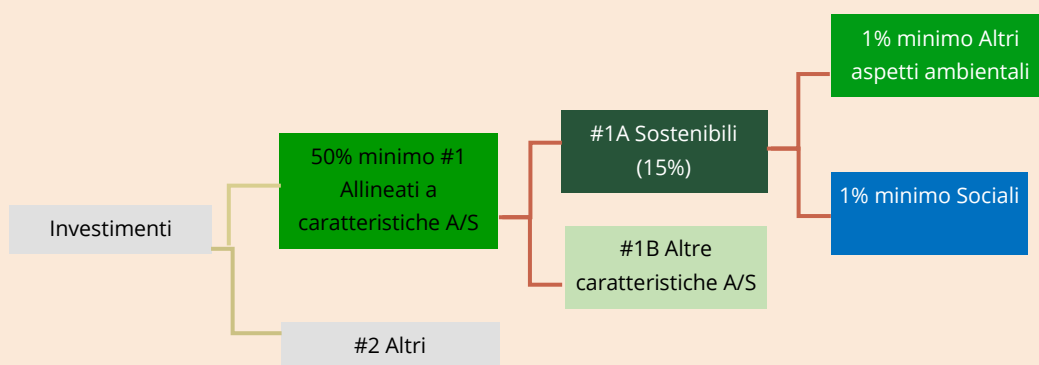 Investimenti
50% minimo #1
Allineati a
caratteristiche A/S
#2 Altri
#1A Sostenibili
(15%)
#1B Altre
caratteristiche A/S
1% minimo Altri
aspetti ambientali
1% minimo Sociali